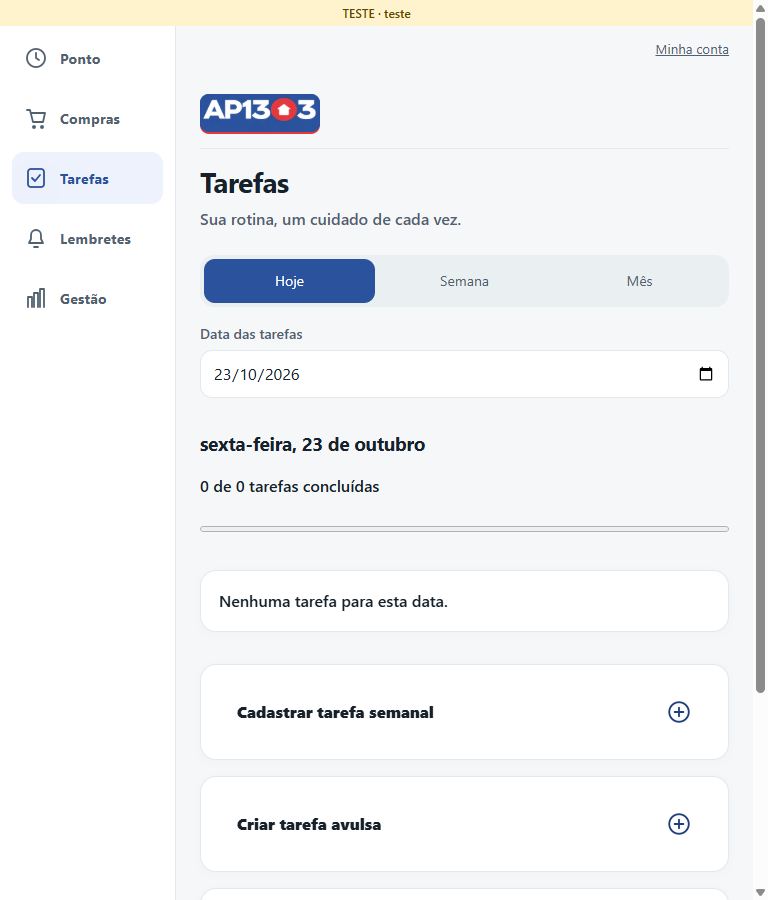 TESTE · teste
Ponto
Compras
Tarefas
Lembretes
Gestão
Minha conta
AP1303
Tarefas
Sua rotina, um cuidado de cada vez.
Hoje
Semana
Mês
Data das tarefas
23/10/2026
sexta-feira, 23 de outubro
0 de 0 tarefas concluídas
Nenhuma tarefa para esta data.
Cadastrar tarefa semanal
Criar tarefa avulsa